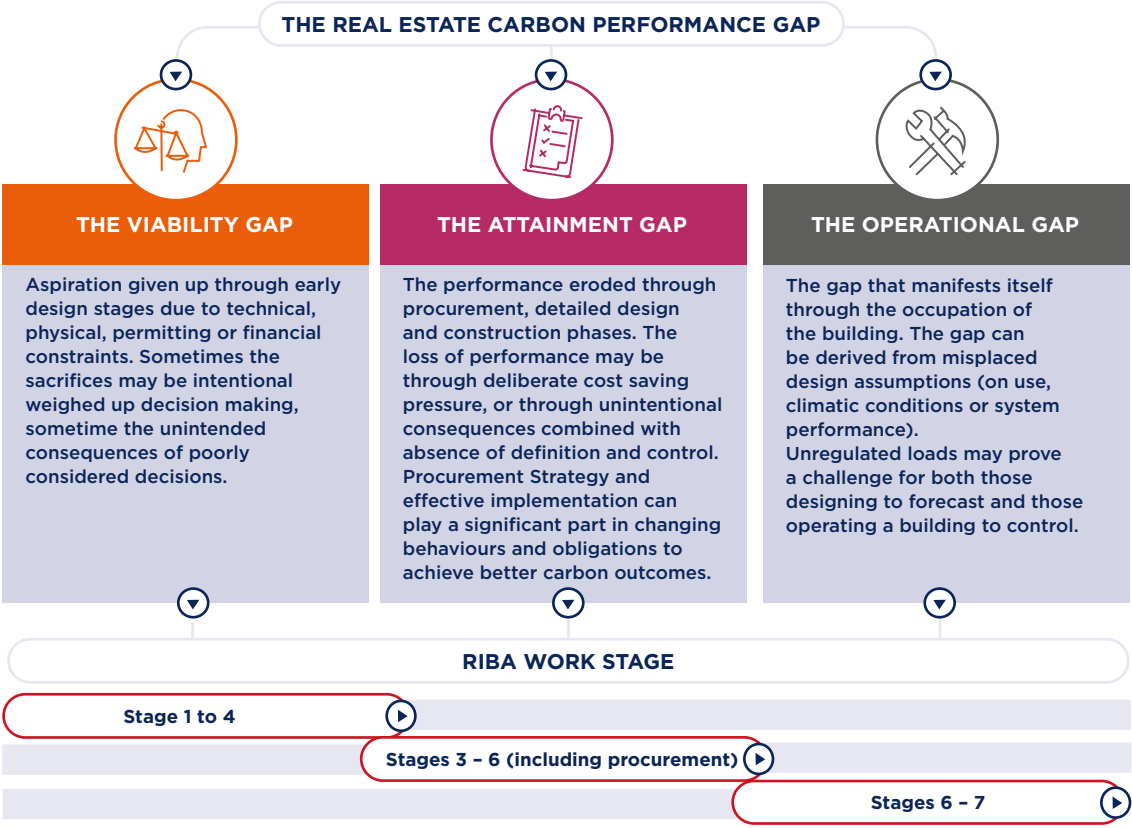 THE REAL ESTATE CARBON PERFORMANCE GAP
THE VIABILITY GAP
Aspiration given up through early
design stages due to technical,
physical, permitting or financial
constraints. Sometimes the
sacrifices may be intentional
weighed up decision making,
sometime the unintended
consequences of poorly
considered decisions.
THE ATTAINMENT GAP
The performance eroded through
procurement, detailed design
and construction phases. The
loss of performance may be
through deliberate cost saving
pressure, or through unintentional
consequences combined with
absence of definition and control.
Procurement Strategy and
effective implementation can
play a significant part in changing
behaviours and obligations to
achieve better carbon outcomes.
THE OPERATIONAL GAP
The gap that manifests itself
through the occupation of
the building. The gap can
be derived from misplaced
design assumptions (on use,
climatic conditions or system
performance).
Unregulated loads may prove
a challenge for both those
designing to forecast and those
operating a building to control.
RIBA WORK STAGE
Stage 1 to 4
Stages 3 – 6 (including procurement)
Stages 6 – 7